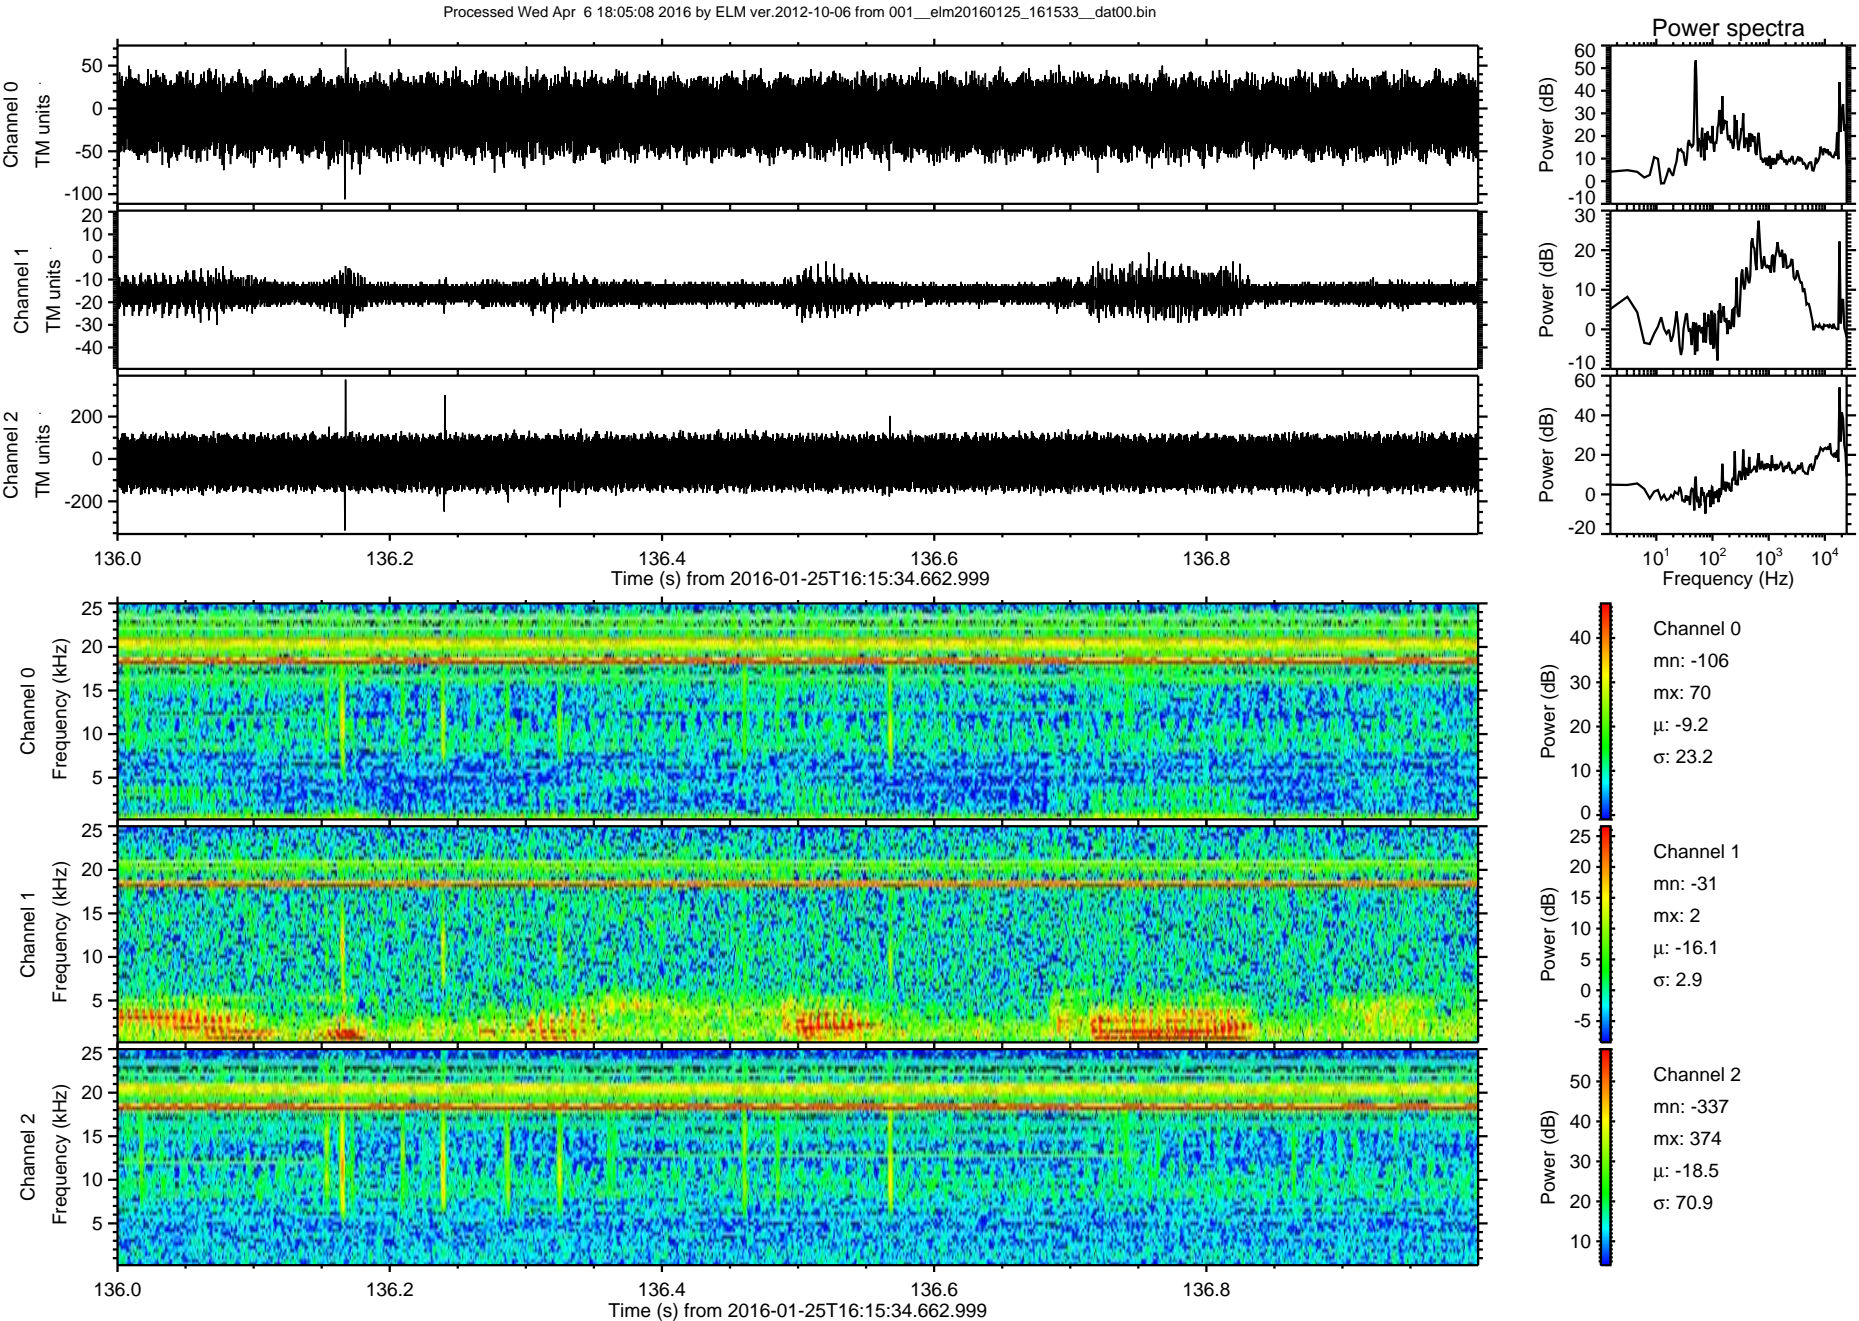 Processed Wed Apr 6 18:05:08 2016 by ELM ver.2012-10-06 from 001__elm20160125_161533__dat00.bin
Power spectra
Channel 0
TM units
50
0
-50
-100
Power (dB)
60
50
40
30
20
10
0
-10
Channel 1
TM units
20
10
0
-10
-20
-30
-40
Power (dB)
30
20
10
0
-10
Channel 2
TM units
200
0
-200
Power (dB)
60
40
20
0
-20
136.0 136.2 136.4 136.6 136.8
Time (s) from 2016-01-25T16:15:34.662.999
10^1 10^2 10^3 10^4
Frequency (Hz)
Channel 0
Frequency (kHz)
25
20
15
10
5
Power (dB)
40
30
20
10
0
Channel 0
mn: -106
mx: 70
μ: -9.2
σ: 23.2
Channel 1
Frequency (kHz)
25
20
15
10
5
Power (dB)
25
20
15
10
5
0
-5
Channel 1
mn: -31
mx: 2
μ: -16.1
σ: 2.9
Channel 2
Frequency (kHz)
25
20
15
10
5
Power (dB)
50
40
30
20
10
Channel 2
mn: -337
mx: 374
μ: -18.5
σ: 70.9
136.0 136.2 136.4 136.6 136.8
Time (s) from 2016-01-25T16:15:34.662.999